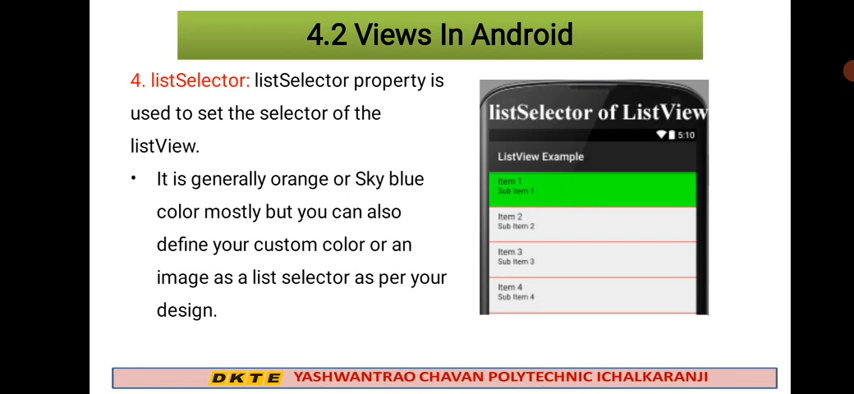 4.2 Views In Android
4. listSelector: listSelector property is
used to set the selector of the
listView.
• It is generally orange or Sky blue
color mostly but you can also
define your custom color or an
image as a list selector as per your
design.
listSelector of ListView
5:10
ListView Example
Item 1
Sub Item 1
Item 2
Sub Item 2
Item 3
Sub Item 3
Item 4
Sub Item 4
DKTE YASHWANTRAO CHAVAN POLYTECHNIC ICHALKARANJI